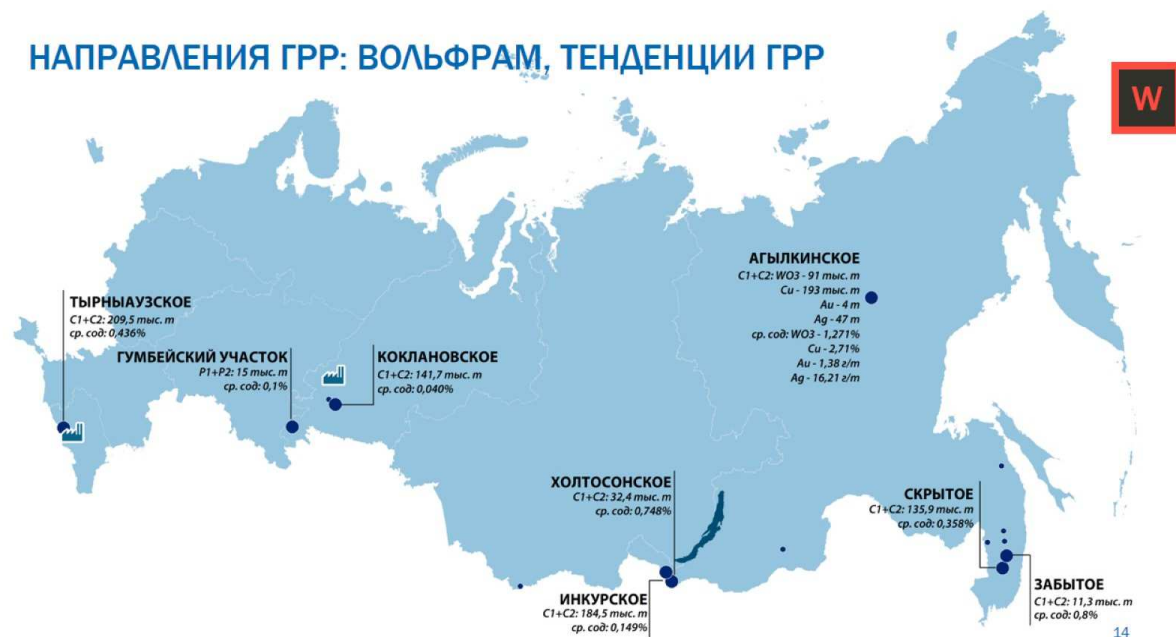 НАПРАВЛЕНИЯ ГРР: ВОЛЬФРАМ, ТЕНДЕНЦИИ ГРР
W
АГЫЛКИНСКОЕ
C1+C2: WO3 - 91 тыс. т
Cu - 193 тыс. т
Au - 4 т
Ag - 47 т
ср. сод: WO3 - 1,271%
Cu - 2,71%
Au - 1,38 г/т
Ag - 16,21 г/т
ТЫРНЫАУЗСКОЕ
C1+C2: 209,5 тыс. т
ср. сод: 0,436%
ГУМБЕЙСКИЙ УЧАСТОК
P1+P2: 15 тыс. т
ср. сод: 0,1%
КОКЛАНОВСКОЕ
C1+C2: 141,7 тыс. т
ср. сод: 0,040%
ХОЛТОСОНСКОЕ
C1+C2: 32,4 тыс. т
ср. сод: 0,748%
СКРЫТОЕ
C1+C2: 135,9 тыс. т
ср. сод: 0,358%
ИНКУРСКОЕ
C1+C2: 184,5 тыс. т
ср. сод: 0,149%
ЗАБЫТОЕ
C1+C2: 11,3 тыс. т
ср. сод: 0,8%
14